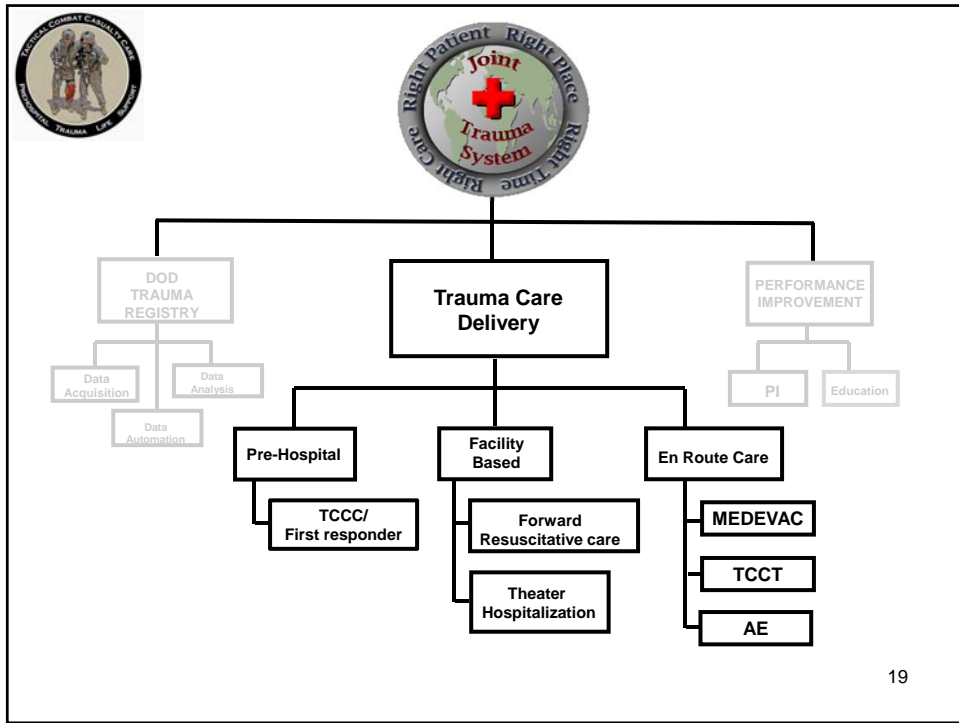 TACTICAL COMBAT CASUALTY CARE
PREHOSPITAL TRAUMA LIFE SUPPORT
Right Patient Right Place Right Time Right Care
Joint
Trauma
System
DOD
TRAUMA
REGISTRY
Data
Acquisition
Data
Analysis
Data
Automation
Trauma Care
Delivery
PERFORMANCE
IMPROVEMENT
PI
Education
Pre-Hospital
TCCC/
First responder
Facility
Based
Forward
Resuscitative care
Theater
Hospitalization
En Route Care
MEDEVAC
TCCT
AE
19